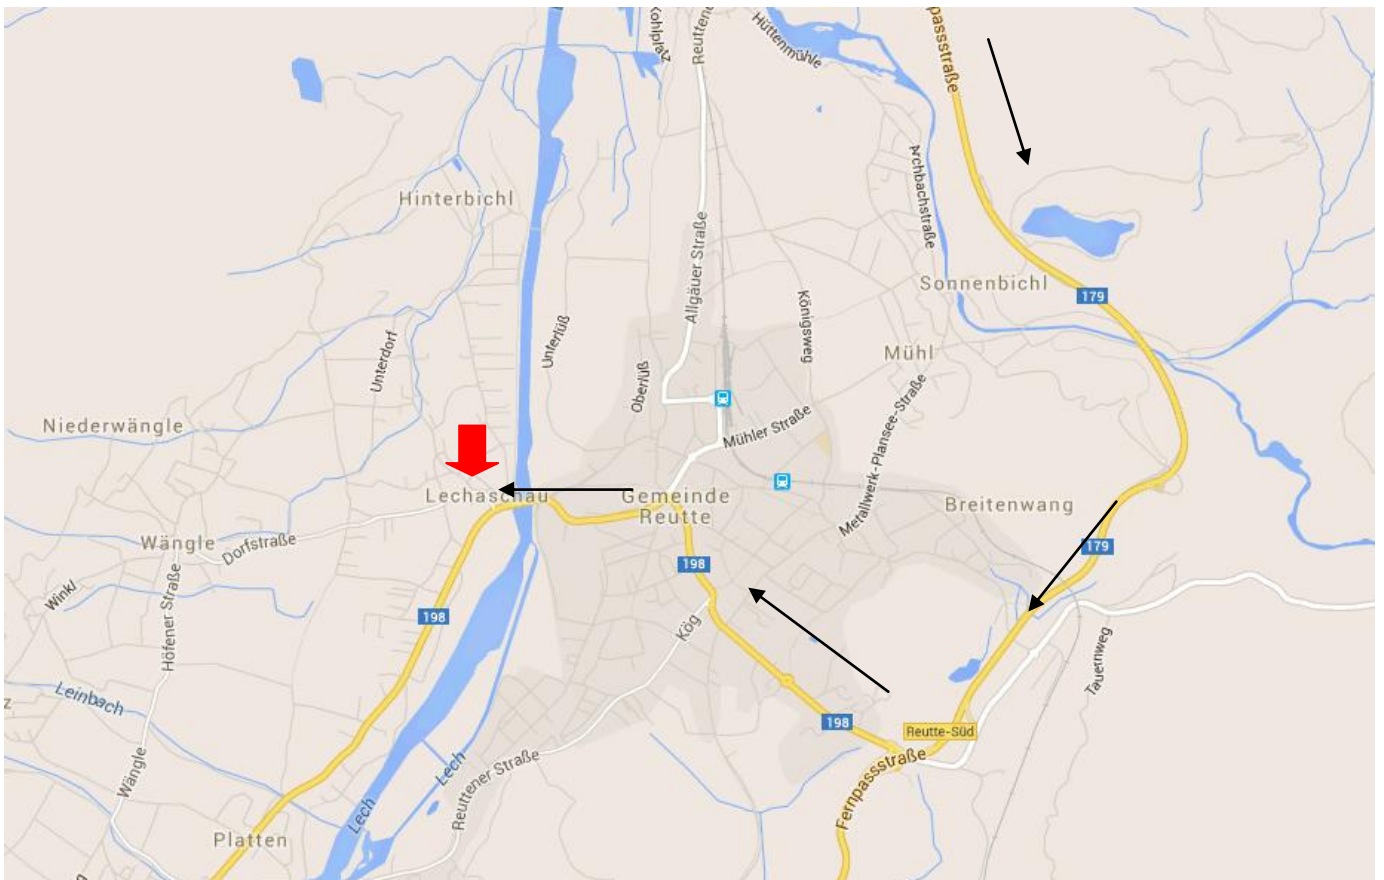 Kohlplatz
Reuttene
Hüttenmühle
passstraße
Archbachstraße
Hinterbichl
Allgäuer Straße
Sonnenbichl
179
Königsweg
Unterlüß
Unterdorf
Oberlüß
Mühl
Niederwängle
Mühler Straße
Metallwerk-Plansee-Straße
Lechaschau
Gemeinde
Reutte
Breitenwang
Wängle
Dorfstraße
179
198
Winkl
Höfener Straße
198
Kög
Tauernweg
Leinbach
z
198
Reutte-Süd
Fernpassstraße
Lech
Reuttener Straße
Wängle
Lech
Platten
g